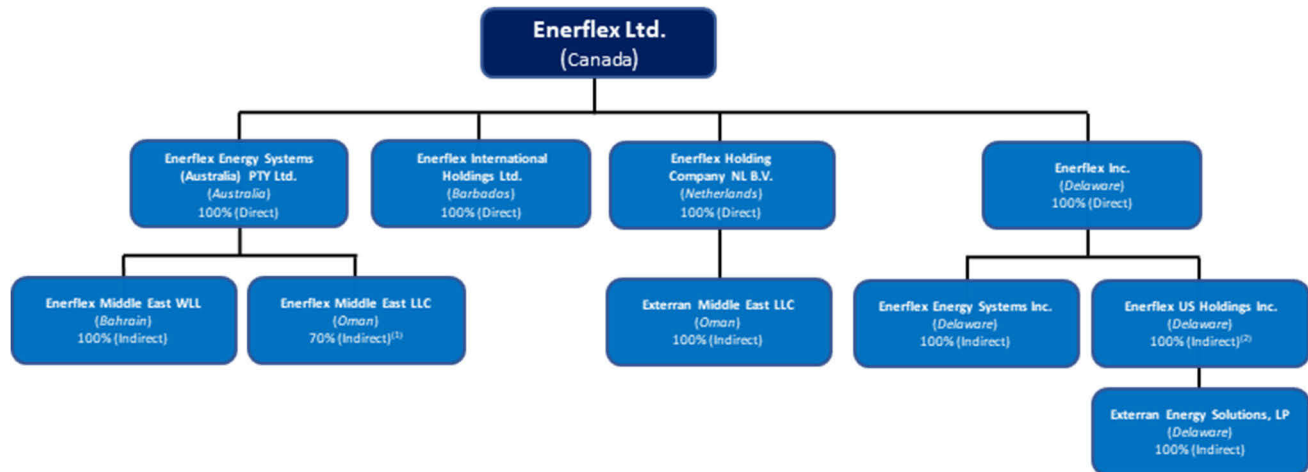 Enerflex Ltd.
(Canada)
Enerflex Energy Systems
(Australia) PTY Ltd.
(Australia)
100% (Direct)
Enerflex International
Holdings Ltd.
(Barbados)
100% (Direct)
Enerflex Holding
Company NL B.V.
(Netherlands)
100% (Direct)
Enerflex Inc.
(Delaware)
100% (Direct)
Enerflex Middle East WLL
(Bahrain)
100% (Indirect)
Enerflex Middle East LLC
(Oman)
70% (Indirect)(1)
Exterran Middle East LLC
(Oman)
100% (Indirect)
Enerflex Energy Systems Inc.
(Delaware)
100% (Indirect)
Enerflex US Holdings Inc.
(Delaware)
100% (Indirect)(2)
Exterran Energy Solutions, LP
(Delaware)
100% (Indirect)